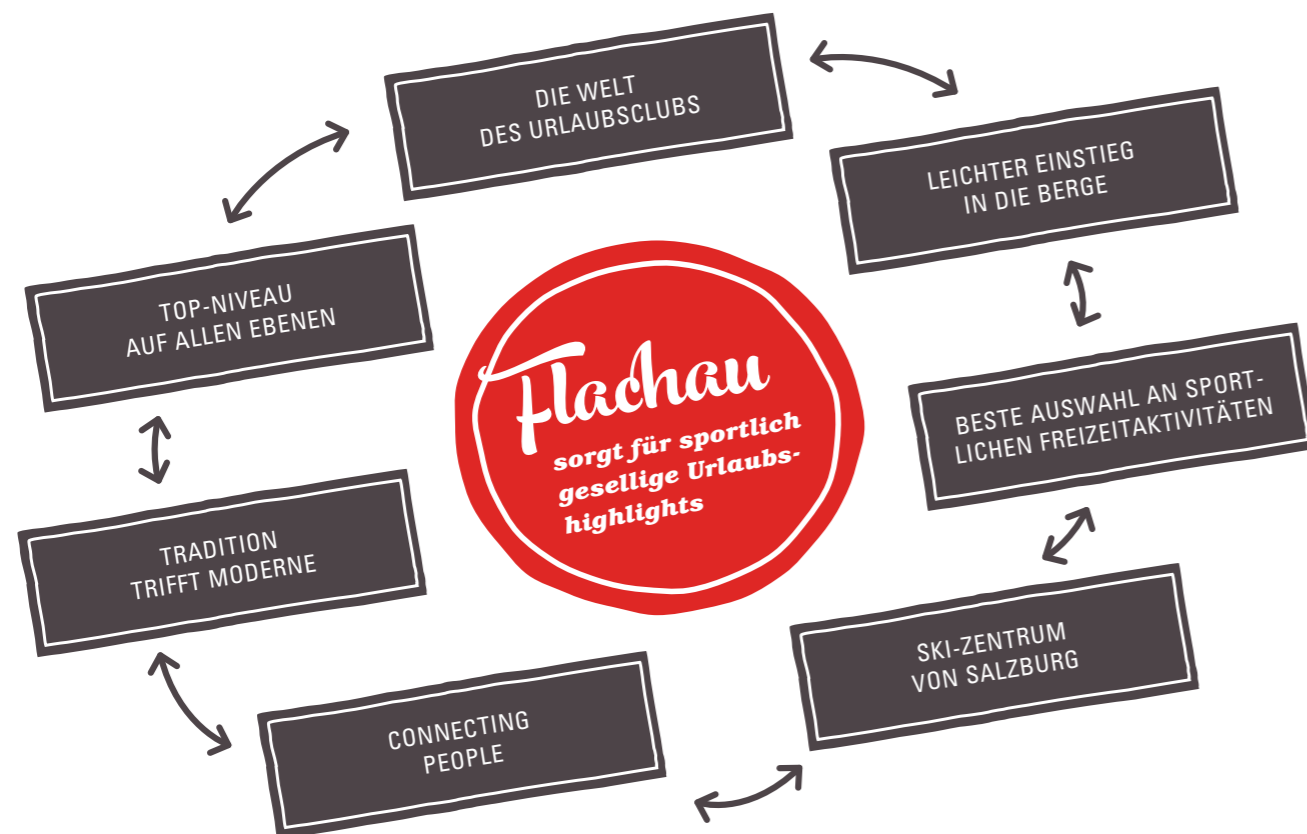 DIE WELT
DES URLAUBSCLUBS
LEICHTER EINSTIEG
IN DIE BERGE
TOP-NIVEAU
AUF ALLEN EBENEN
Flachau
sorgt für sportlich
gesellige Urlaubs-
highlights
BESTE AUSWAHL AN SPORT-
LICHEN FREIZEITAKTIVITÄTEN
TRADITION
TRIFFT MODERNE
SKI-ZENTRUM
VON SALZBURG
CONNECTING
PEOPLE